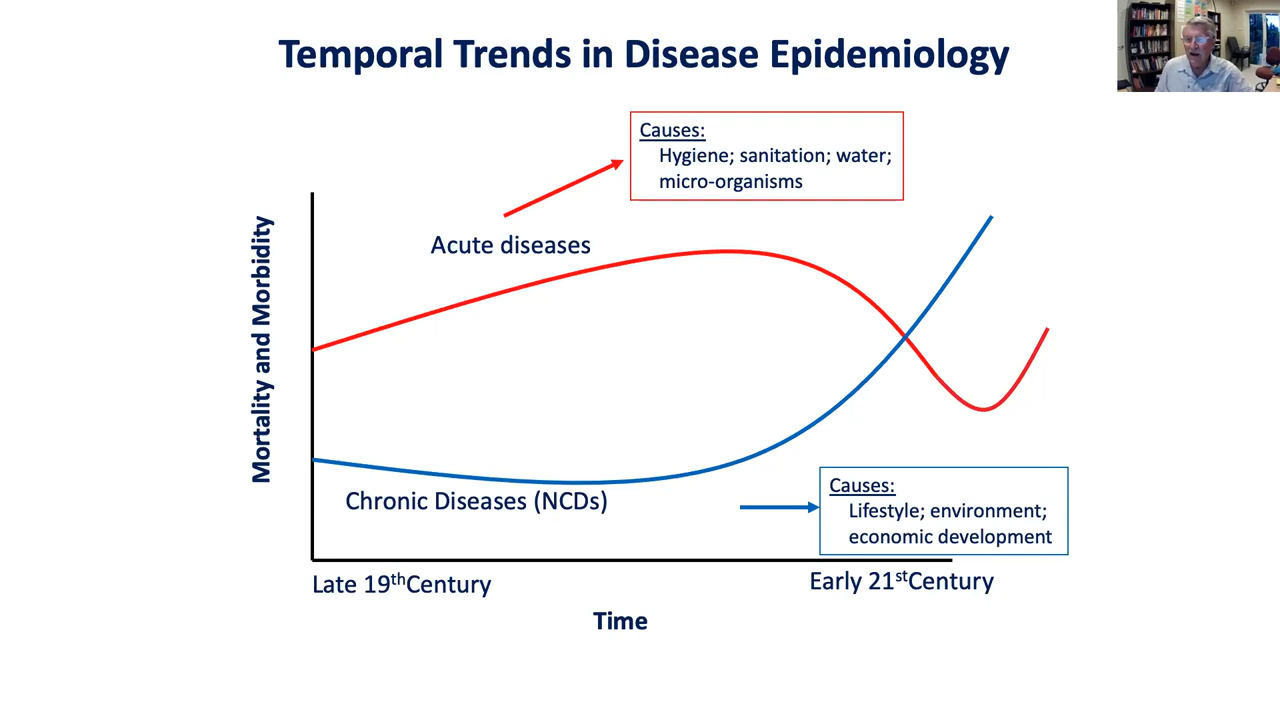 Temporal Trends in Disease Epidemiology
Causes:
Hygiene; sanitation; water;
micro-organisms
Mortality and Morbidity
Acute diseases
Chronic Diseases (NCDs)
Causes:
Lifestyle; environment;
economic development
Late 19thCentury
Early 21stCentury
Time